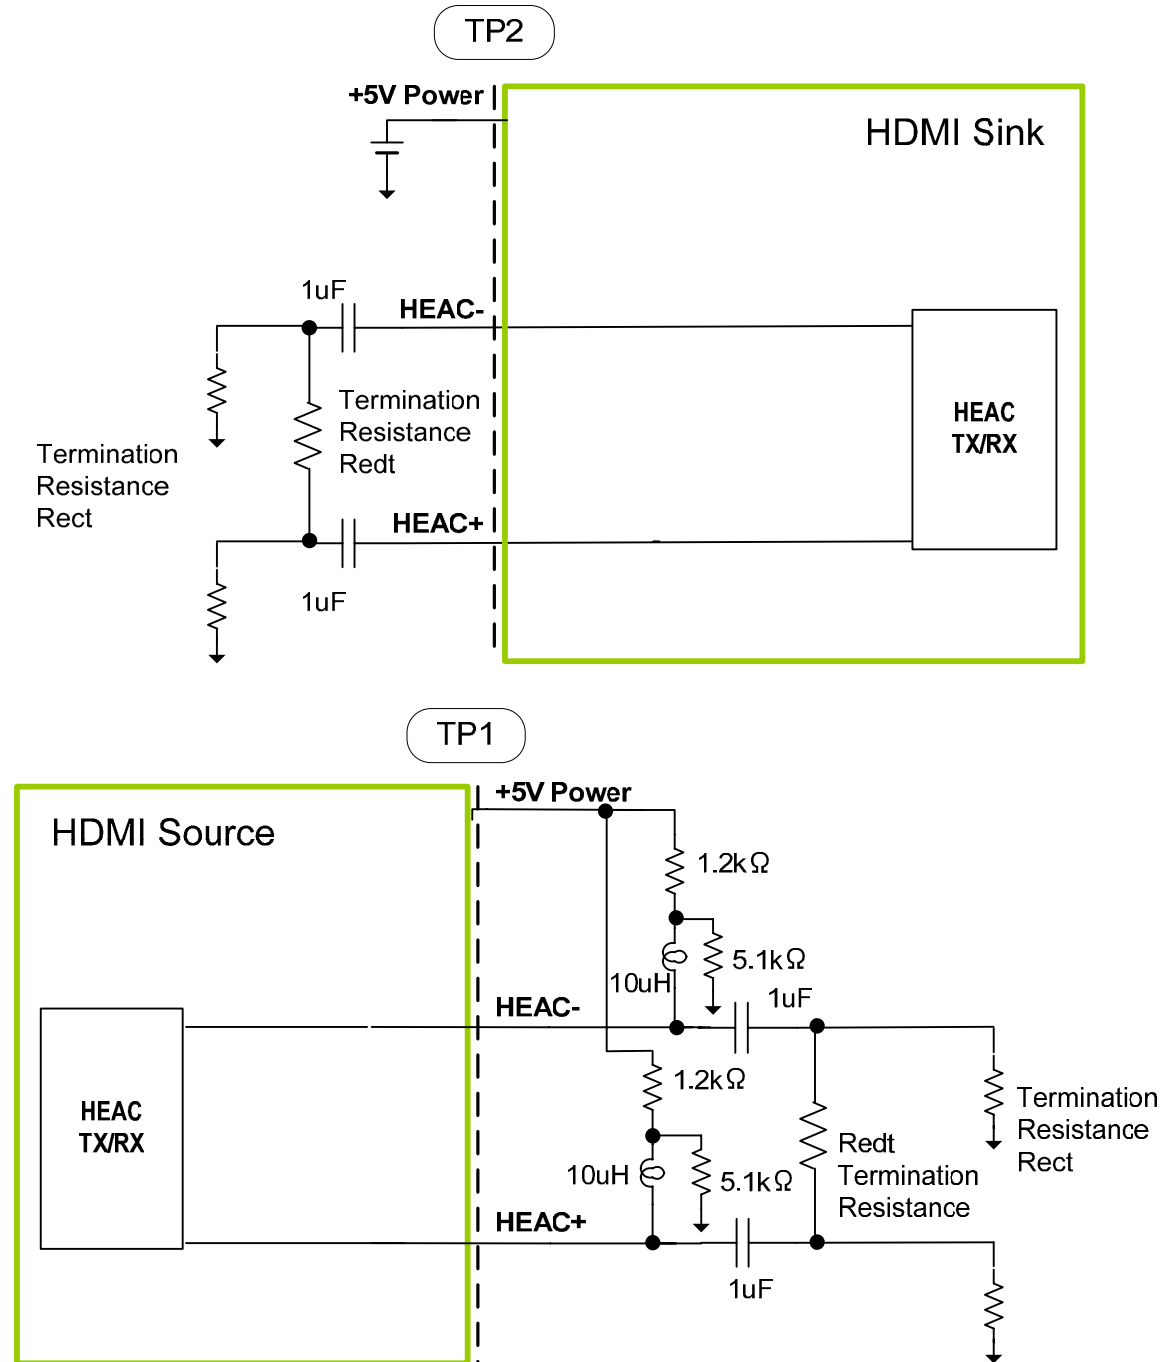 TP2
+5V Power
HDMI Sink
1uF
HEAC-
Termination
Resistance
Redt
HEAC
TX/RX
Termination
Resistance
Rect
HEAC+
1uF
TP1
+5V Power
HDMI Source
1.2kΩ
5.1kΩ
10uH
1uF
HEAC-
1.2kΩ
HEAC
TX/RX
Termination
Resistance
Rect
Redt
Termination
Resistance
10uH
5.1kΩ
HEAC+
1uF